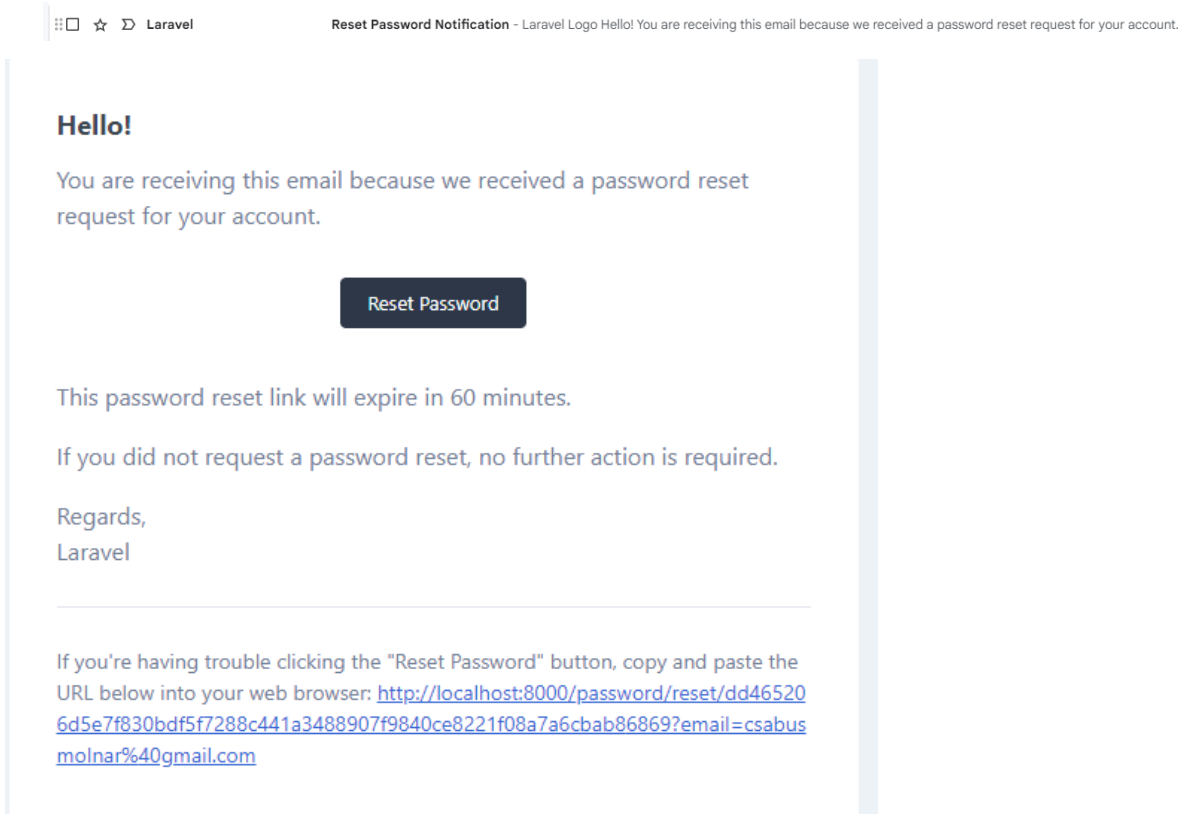 Laravel Reset Password Notification - Laravel Logo Hello! You are receiving this email because we received a password reset request for your account.
Hello!
You are receiving this email because we received a password reset
request for your account.
Reset Password
This password reset link will expire in 60 minutes.
If you did not request a password reset, no further action is required.
Regards,
Laravel
If you're having trouble clicking the "Reset Password" button, copy and paste the
URL below into your web browser: http://localhost:8000/password/reset/dd46520
6d5e7f830bdf5f7288c441a3488907f9840ce8221f08a7a6cbab86869?email=csabus
molnar%40gmail.com